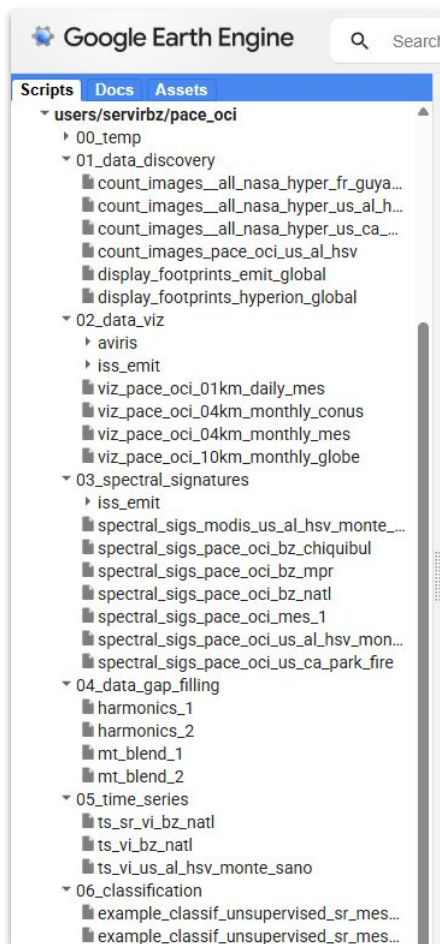 Google Earth Engine
Search
Scripts Docs Assets
users/servirbz/pace_oci
00_temp
01_data_discovery
count_images__all_nasa_hyper_fr_guya...
count_images__all_nasa_hyper_us_al_h...
count_images__all_nasa_hyper_us_ca_...
count_images_pace_oci_us_al_hsv
display_footprints_emit_global
display_footprints_hyperion_global
02_data_viz
aviris
iss_emit
viz_pace_oci_01km_daily_mes
viz_pace_oci_04km_monthly_conus
viz_pace_oci_04km_monthly_mes
viz_pace_oci_10km_monthly_globe
03_spectral_signatures
iss_emit
spectral_sigs_modis_us_al_hsv_monte_...
spectral_sigs_pace_oci_bz_chiquibul
spectral_sigs_pace_oci_bz_mpr
spectral_sigs_pace_oci_bz_natl
spectral_sigs_pace_oci_mes_1
spectral_sigs_pace_oci_us_al_hsv_mon...
spectral_sigs_pace_oci_us_ca_park_fire
04_data_gap_filling
harmonics_1
harmonics_2
mt_blend_1
mt_blend_2
05_time_series
ts_sr_vi_bz_natl
ts_vi_bz_natl
ts_vi_us_al_hsv_monte_sano
06_classification
example_classif_unsupervised_sr_mes...
example_classif_unsupervised_sr_mes...